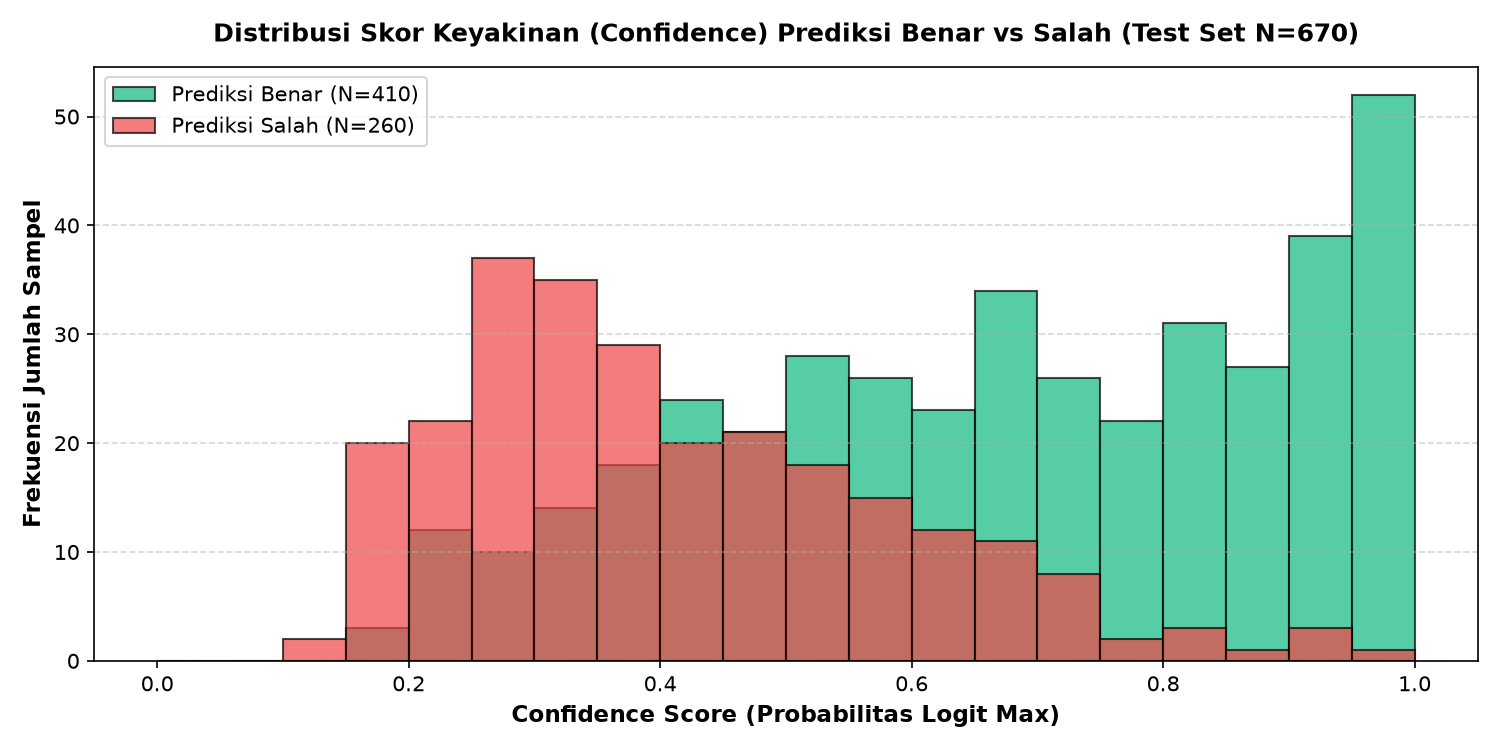 Distribusi Skor Keyakinan (Confidence) Prediksi Benar vs Salah (Test Set N=670)
Prediksi Benar (N=410)
Prediksi Salah (N=260)
Frekuensi Jumlah Sampel
50
40
30
20
10
0
0.0 0.2 0.4 0.6 0.8 1.0
Confidence Score (Probabilitas Logit Max)